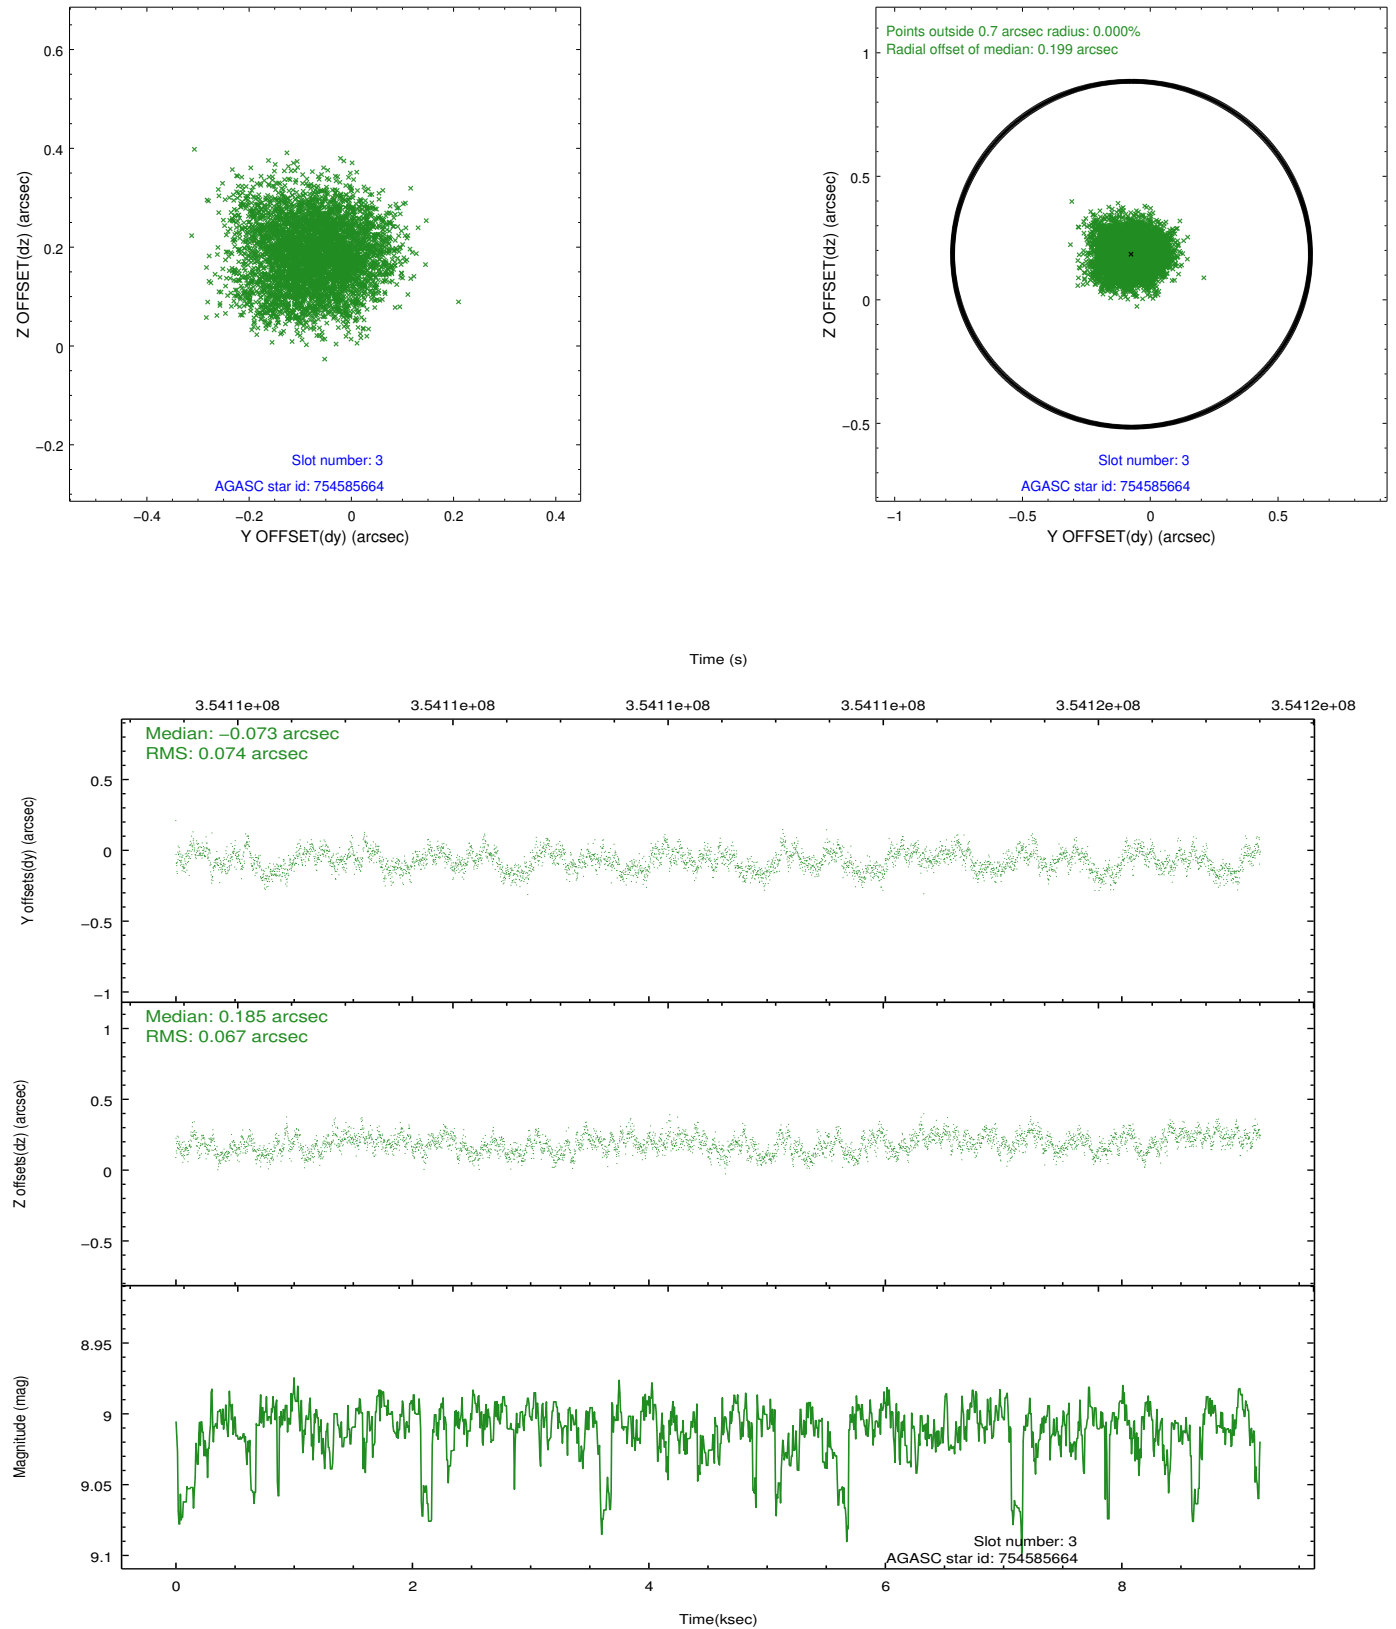 0.6
0.4
0.2
0
−0.2
Z OFFSET(dz) (arcsec)
Slot number: 3
AGASC star id: 754585664
−0.4 −0.2 0 0.2 0.4
Y OFFSET(dy) (arcsec)
Points outside 0.7 arcsec radius: 0.000%
Radial offset of median: 0.199 arcsec
1
0.5
0
−0.5
Z OFFSET(dz) (arcsec)
Slot number: 3
AGASC star id: 754585664
−1 −0.5 0 0.5
Y OFFSET(dy) (arcsec)
Time (s)
3.5411e+08 3.5411e+08 3.5411e+08 3.5411e+08 3.5412e+08 3.5412e+08
Median: −0.073 arcsec
RMS: 0.074 arcsec
0.5
0
−0.5
−1
Y offsets(dy) (arcsec)
Median: 0.185 arcsec
RMS: 0.067 arcsec
1
0.5
0
−0.5
Z offsets(dz) (arcsec)
8.95
9
9.05
9.1
Magnitude (mag)
Slot number: 3
AGASC star id: 754585664
0 2 4 6 8
Time(ksec)